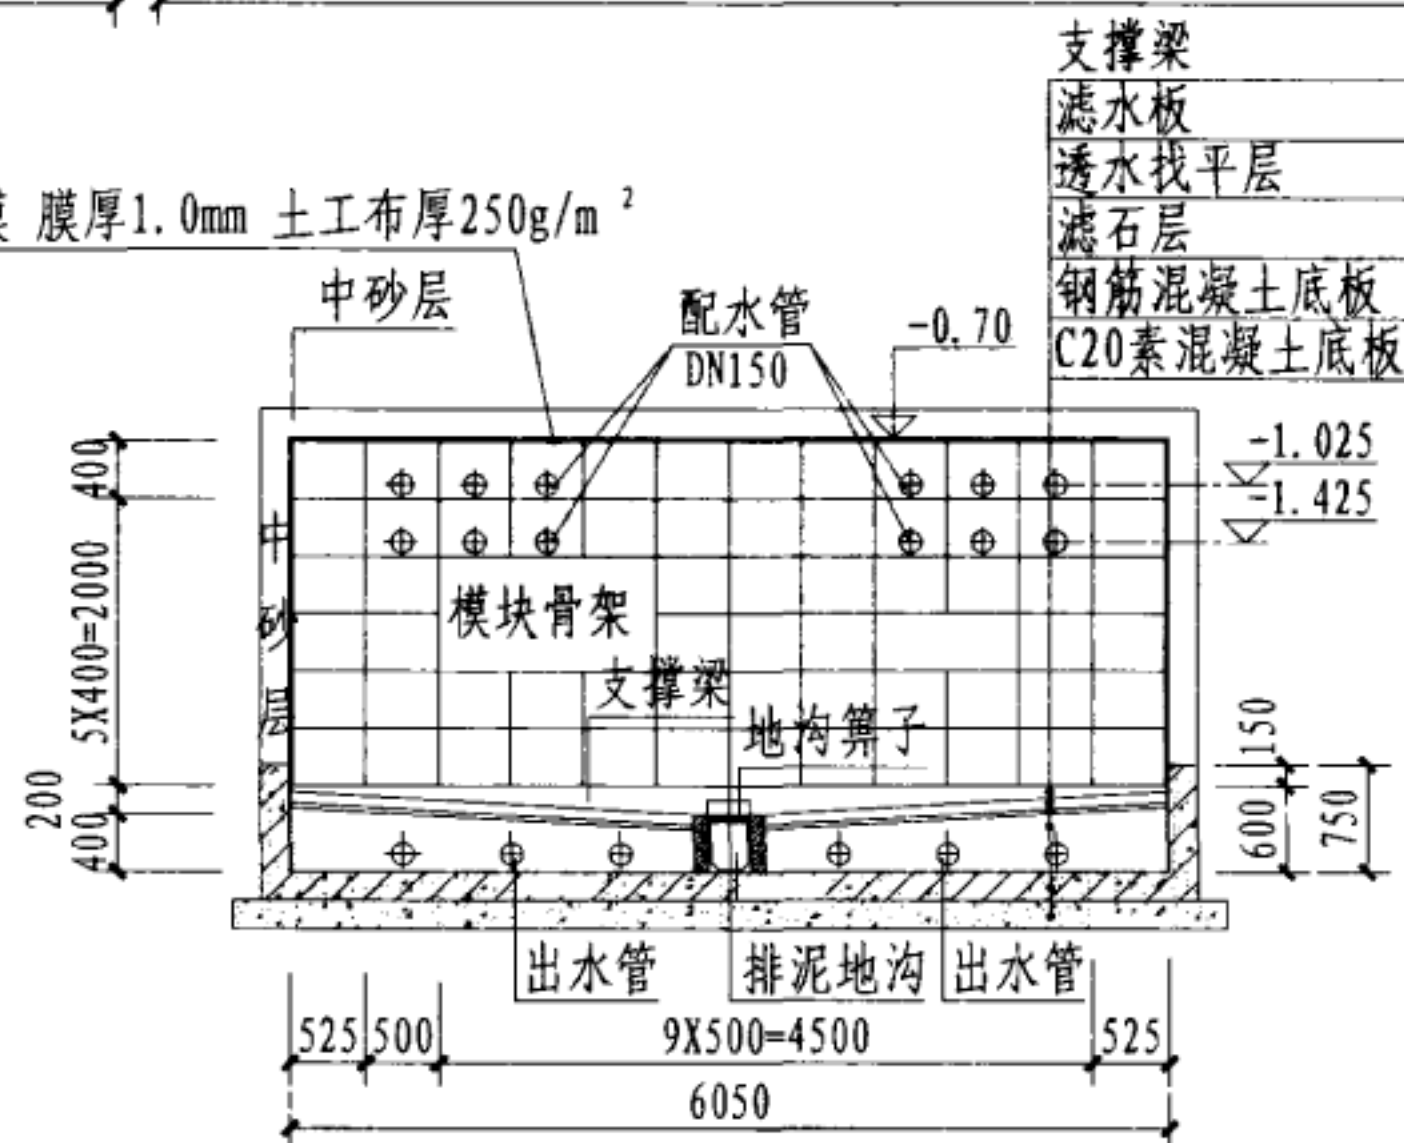 支撑梁
滤水板
透水找平层
滤石层
钢筋混凝土底板
C20素混凝土底板
膜厚1.0mm 土工布厚250g/m²
中砂层
配水管
DN150
-0.70
-1.025
-1.425
400
5X400=2000
200
400
中砂层
模块骨架
支撑梁
地沟箅子
150
600
750
出水管
排泥地沟
出水管
525
500
9X500=4500
525
6050